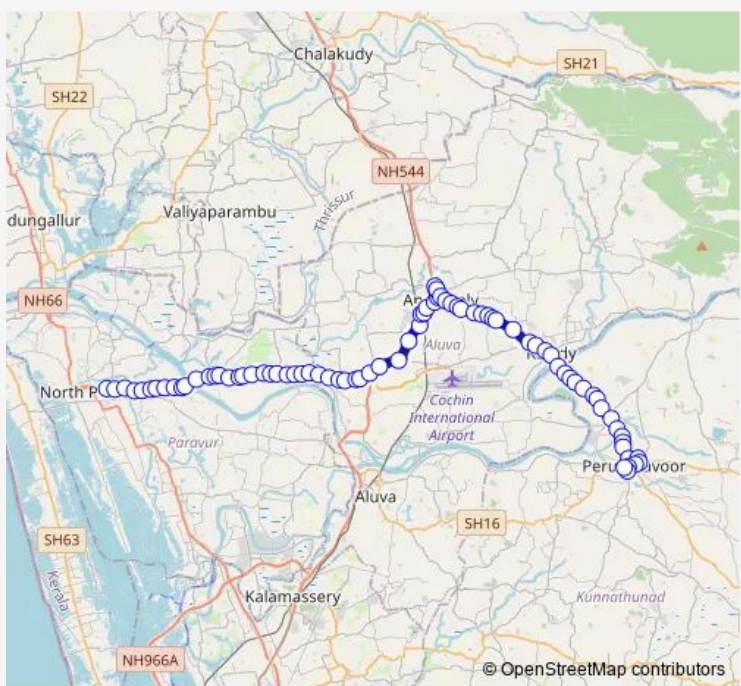 Chalakudy
SH21
SH22
NH544
Thrissur
Valiyaparambu
dungallur
NH66
Aluva
North P
Cochin
International
Airport
Paravur
Peru
voor
Aluva
SH16
SH63
Kerala
Kalamassery
Kunnathunad
NH966A
© OpenStreetMap contributors